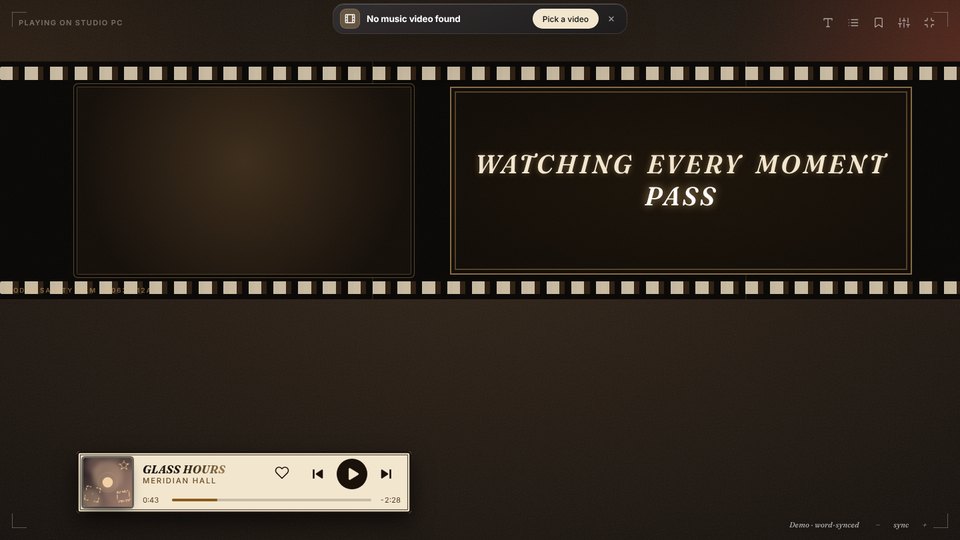 PLAYING ON STUDIO PC
No music video found
Pick a video
WATCHING EVERY MOMENT
PASS
GLASS HOURS
MERIDIAN HALL
0:43
-2:28
Demo · word-synced
sync